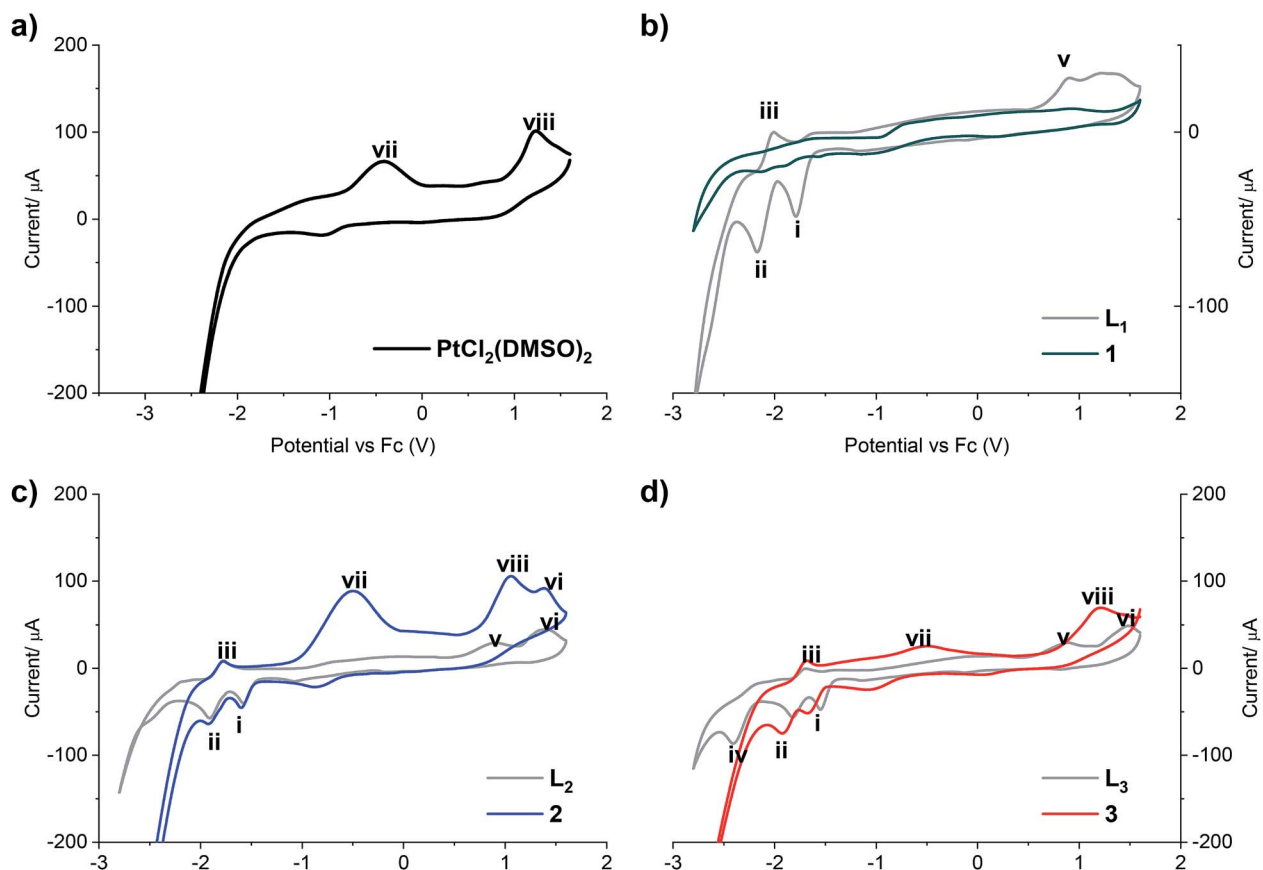 a)
200
100
0
-100
-200
Current/ μA
vii
viii
PtCl₂(DMSO)₂
-3
-2
-1
0
1
2
Potential vs Fc (V)
b)
iii
v
i
ii
0
-100
Current/ μA
L₁
1
-3
-2
-1
0
1
2
Potential vs Fc (V)
c)
200
100
0
-100
-200
Current/ μA
vii
viii
vi
iii
v
vi
ii
i
L₂
2
-3
-2
-1
0
1
2
d)
200
100
0
-100
-200
Current/ μA
viii
vi
iii
vii
v
iv
ii
i
L₃
3
-3
-2
-1
0
1
2